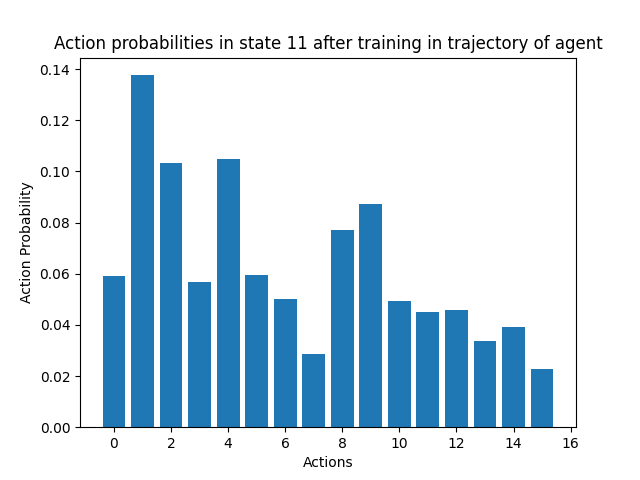 Action probabilities in state 11 after training in trajectory of agent
0.14
0.12
0.10
0.08
0.06
0.04
0.02
0.00
Action Probability
0 2 4 6 8 10 12 14 16
Actions